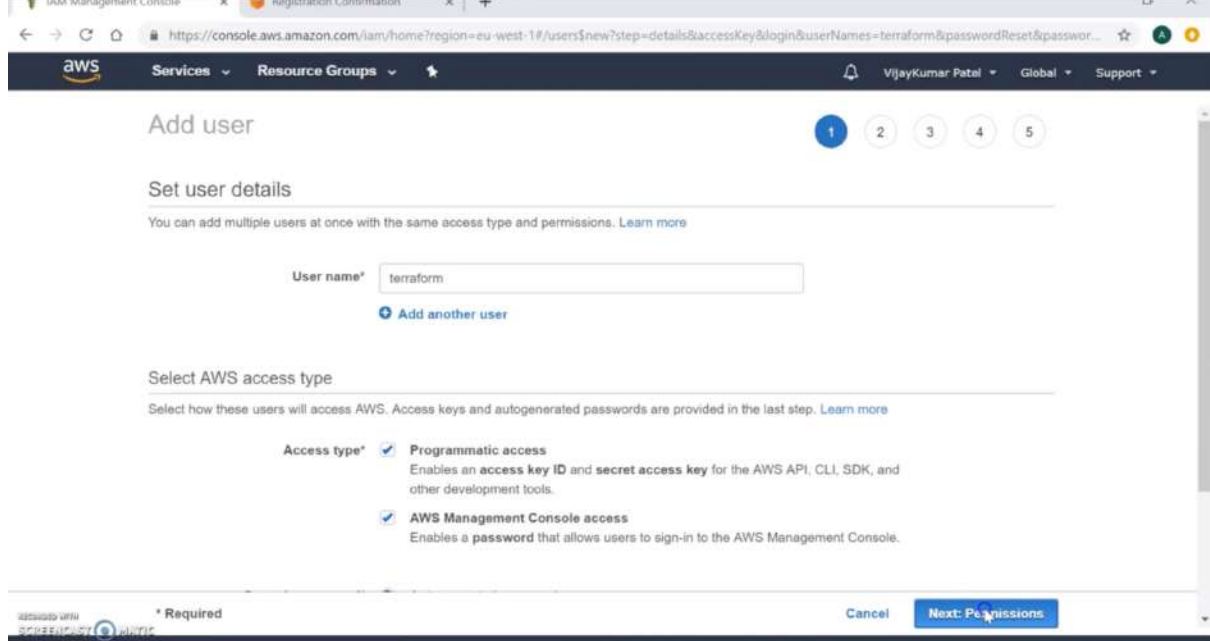 IAM Management Console × Registration Confirmation × +
https://console.aws.amazon.com/iam/home?region=eu-west-1#/users$new?step=details&accessKey&login&userNames=terraform&passwordReset&passwor...
A
aws Services Resource Groups VijayKumar Patel Global Support
Add user 1 2 3 4 5
Set user details
You can add multiple users at once with the same access type and permissions. Learn more
User name* terraform
Add another user
Select AWS access type
Select how these users will access AWS. Access keys and autogenerated passwords are provided in the last step. Learn more
Access type* Programmatic access
Enables an access key ID and secret access key for the AWS API, CLI, SDK, and
other development tools.
AWS Management Console access
Enables a password that allows users to sign-in to the AWS Management Console.
* Required Cancel Next: Permissions
RECORDED WITH
SCREENCAST MATIC